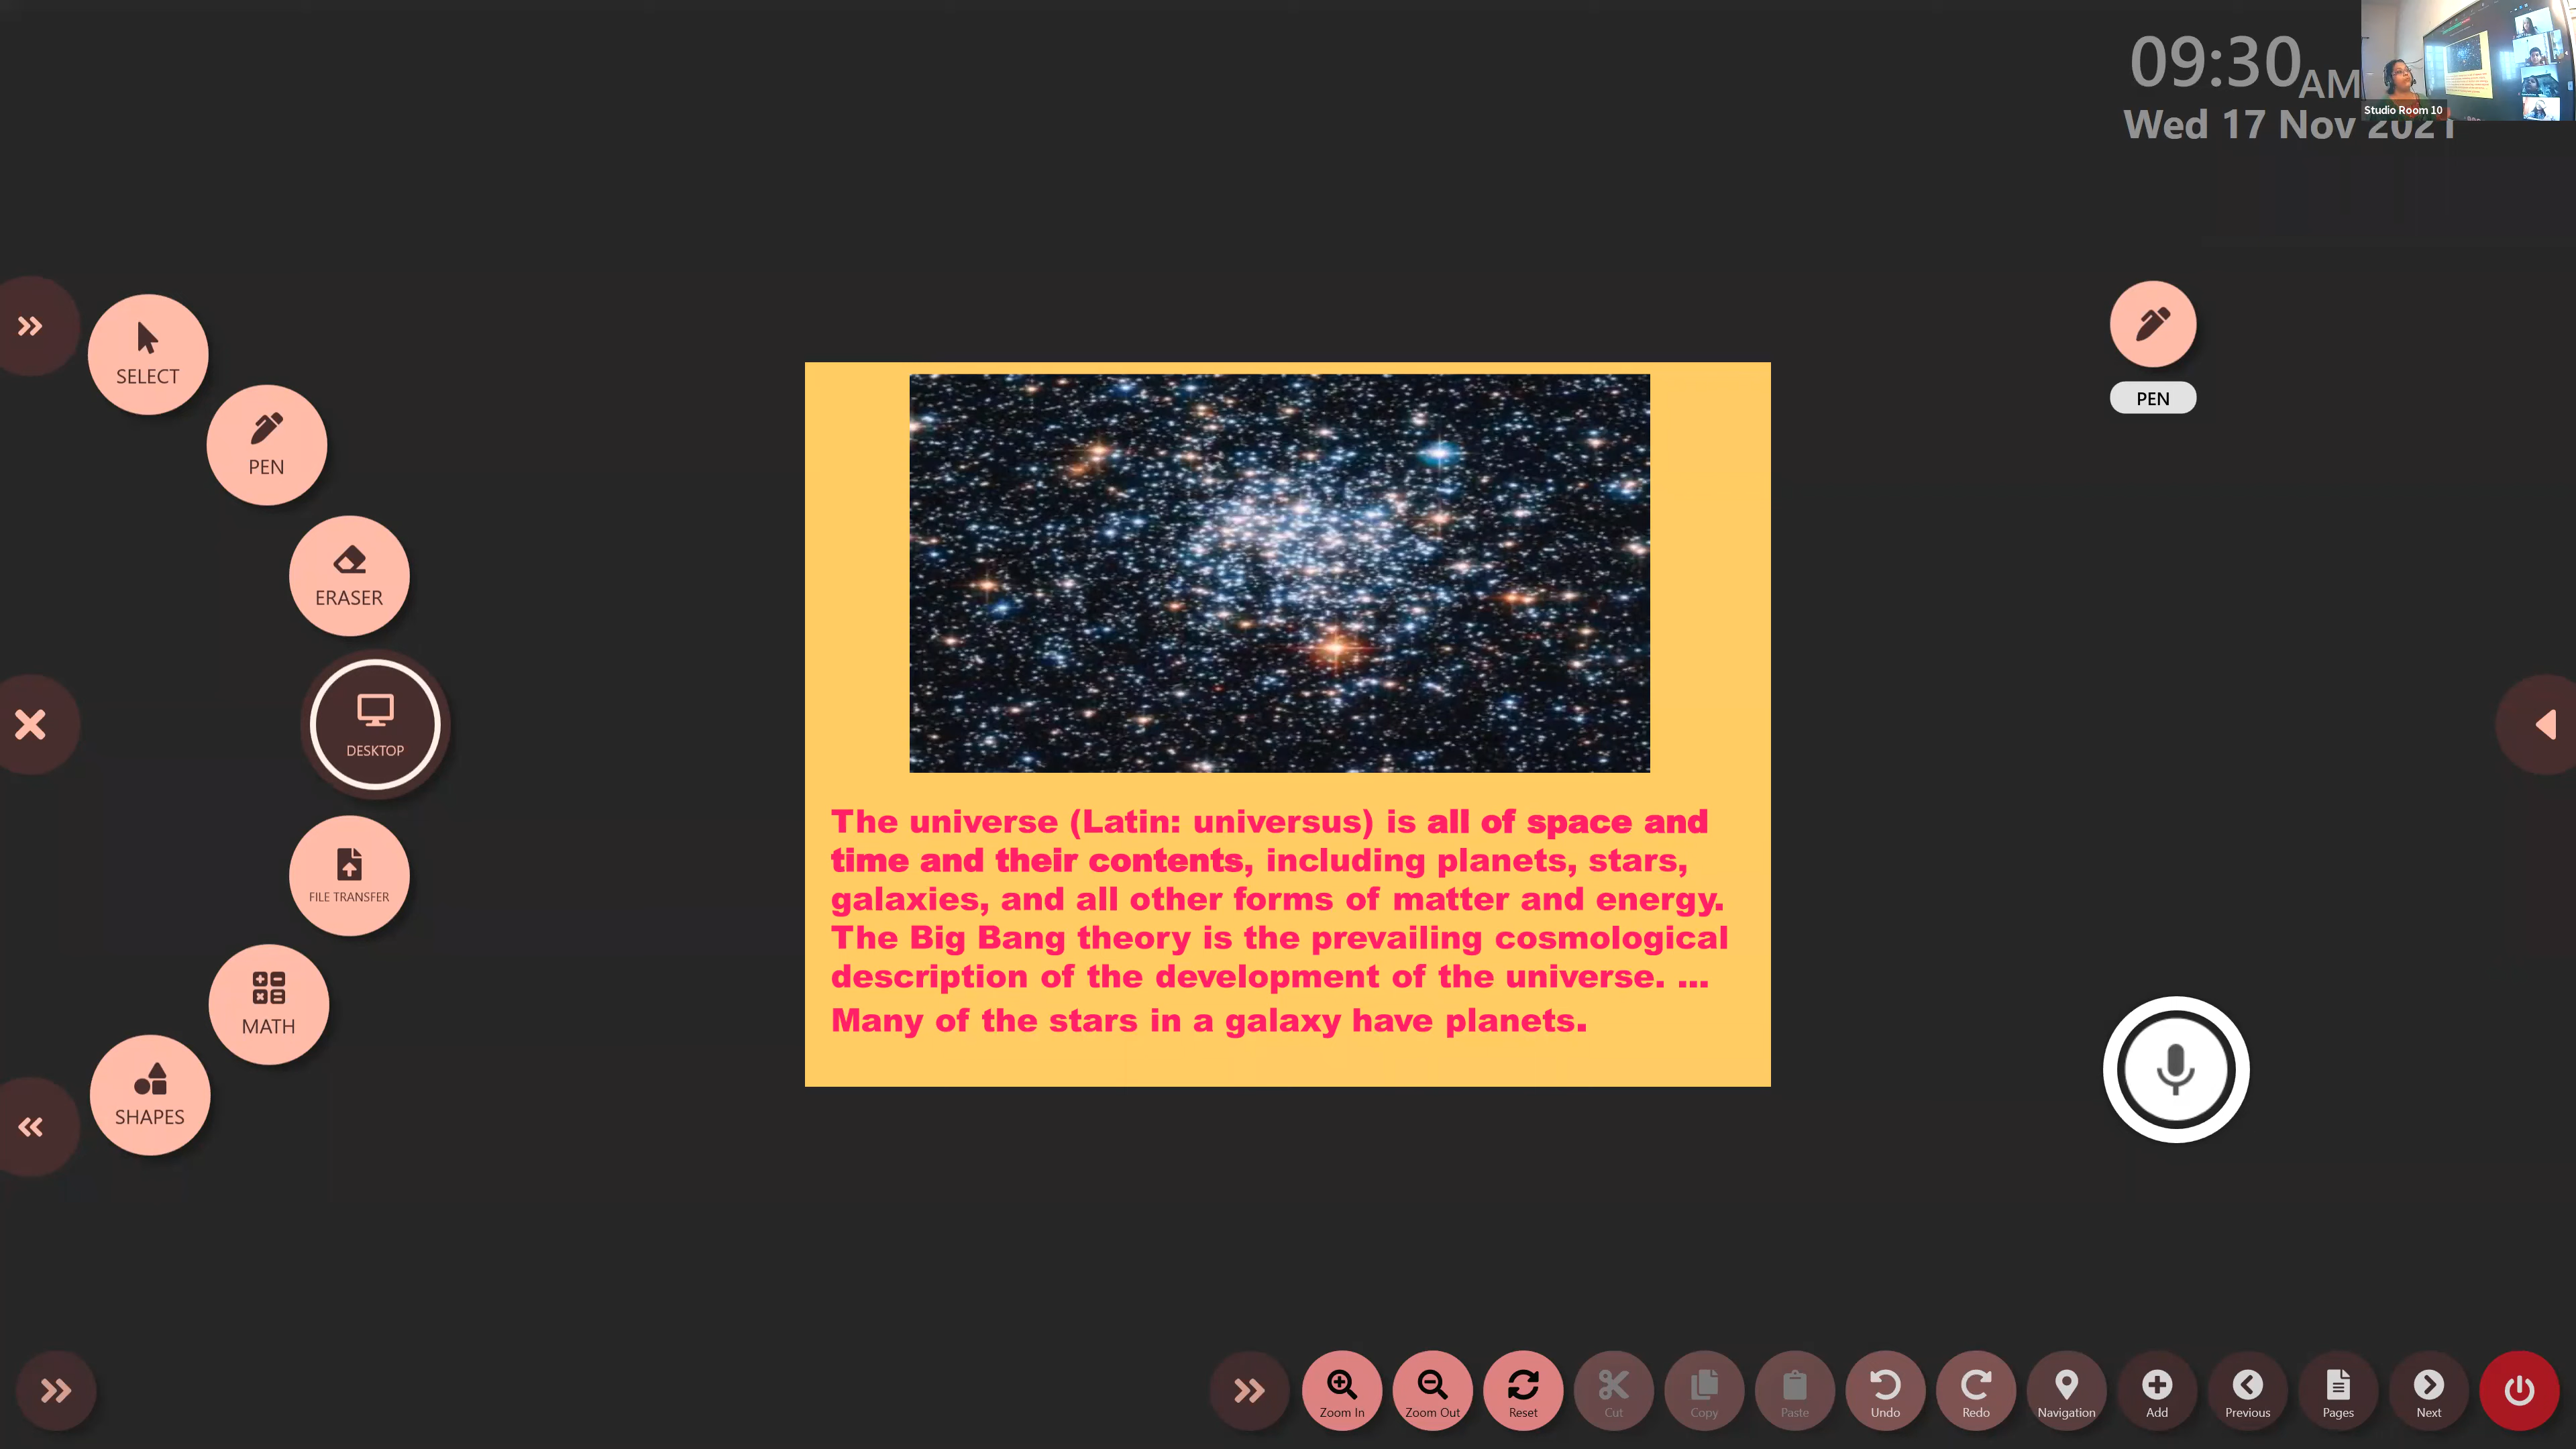 09:30 AM
Studio Room 10
Wed 17 Nov 2021
SELECT
PEN
ERASER
DESKTOP
FILE TRANSFER
MATH
SHAPES
PEN
The universe (Latin: universus) is all of space and
time and their contents, including planets, stars,
galaxies, and all other forms of matter and energy.
The Big Bang theory is the prevailing cosmological
description of the development of the universe. ...
Many of the stars in a galaxy have planets.
Zoom In
Zoom Out
Reset
Cut
Copy
Paste
Undo
Redo
Navigation
Add
Previous
Pages
Next